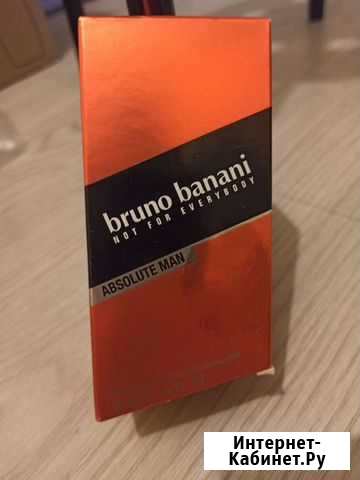 bruno banani
NOT FOR EVERYBODY
ABSOLUTE MAN
Интернет-
Кабинет.Ру